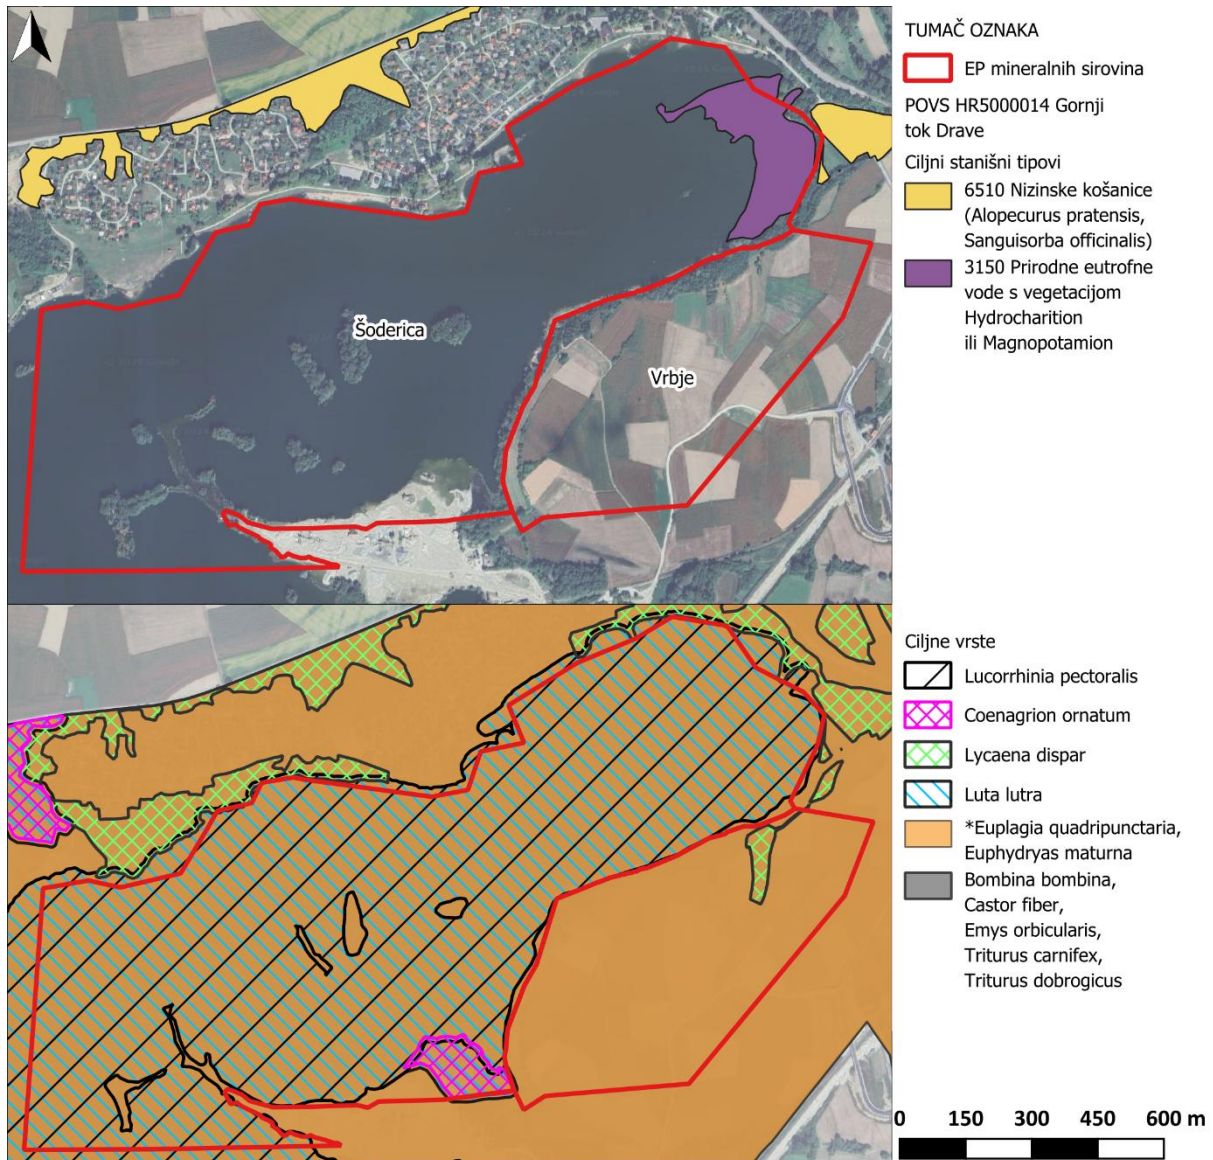 TUMAČ OZNAKA
EP mineralnih sirovina
POVS HR5000014 Gornji
tok Drave
Ciljni stanišni tipovi
6510 Nizinske košanice
(Alopecurus pratensis,
Sanguisorba officinalis)
3150 Prirodne eutrofne
vode s vegetacijom
Hydrocharition
ili Magnopotamion
Šoderica
Vrbje
Ciljne vrste
Lucorrhinia pectoralis
Coenagrion ornatum
Lycaena dispar
Luta lutra
*Euplagia quadripunctaria,
Euphydryas maturna
Bombina bombina,
Castor fiber,
Emys orbicularis,
Triturus carnifex,
Triturus dobrogicus
0 150 300 450 600 m